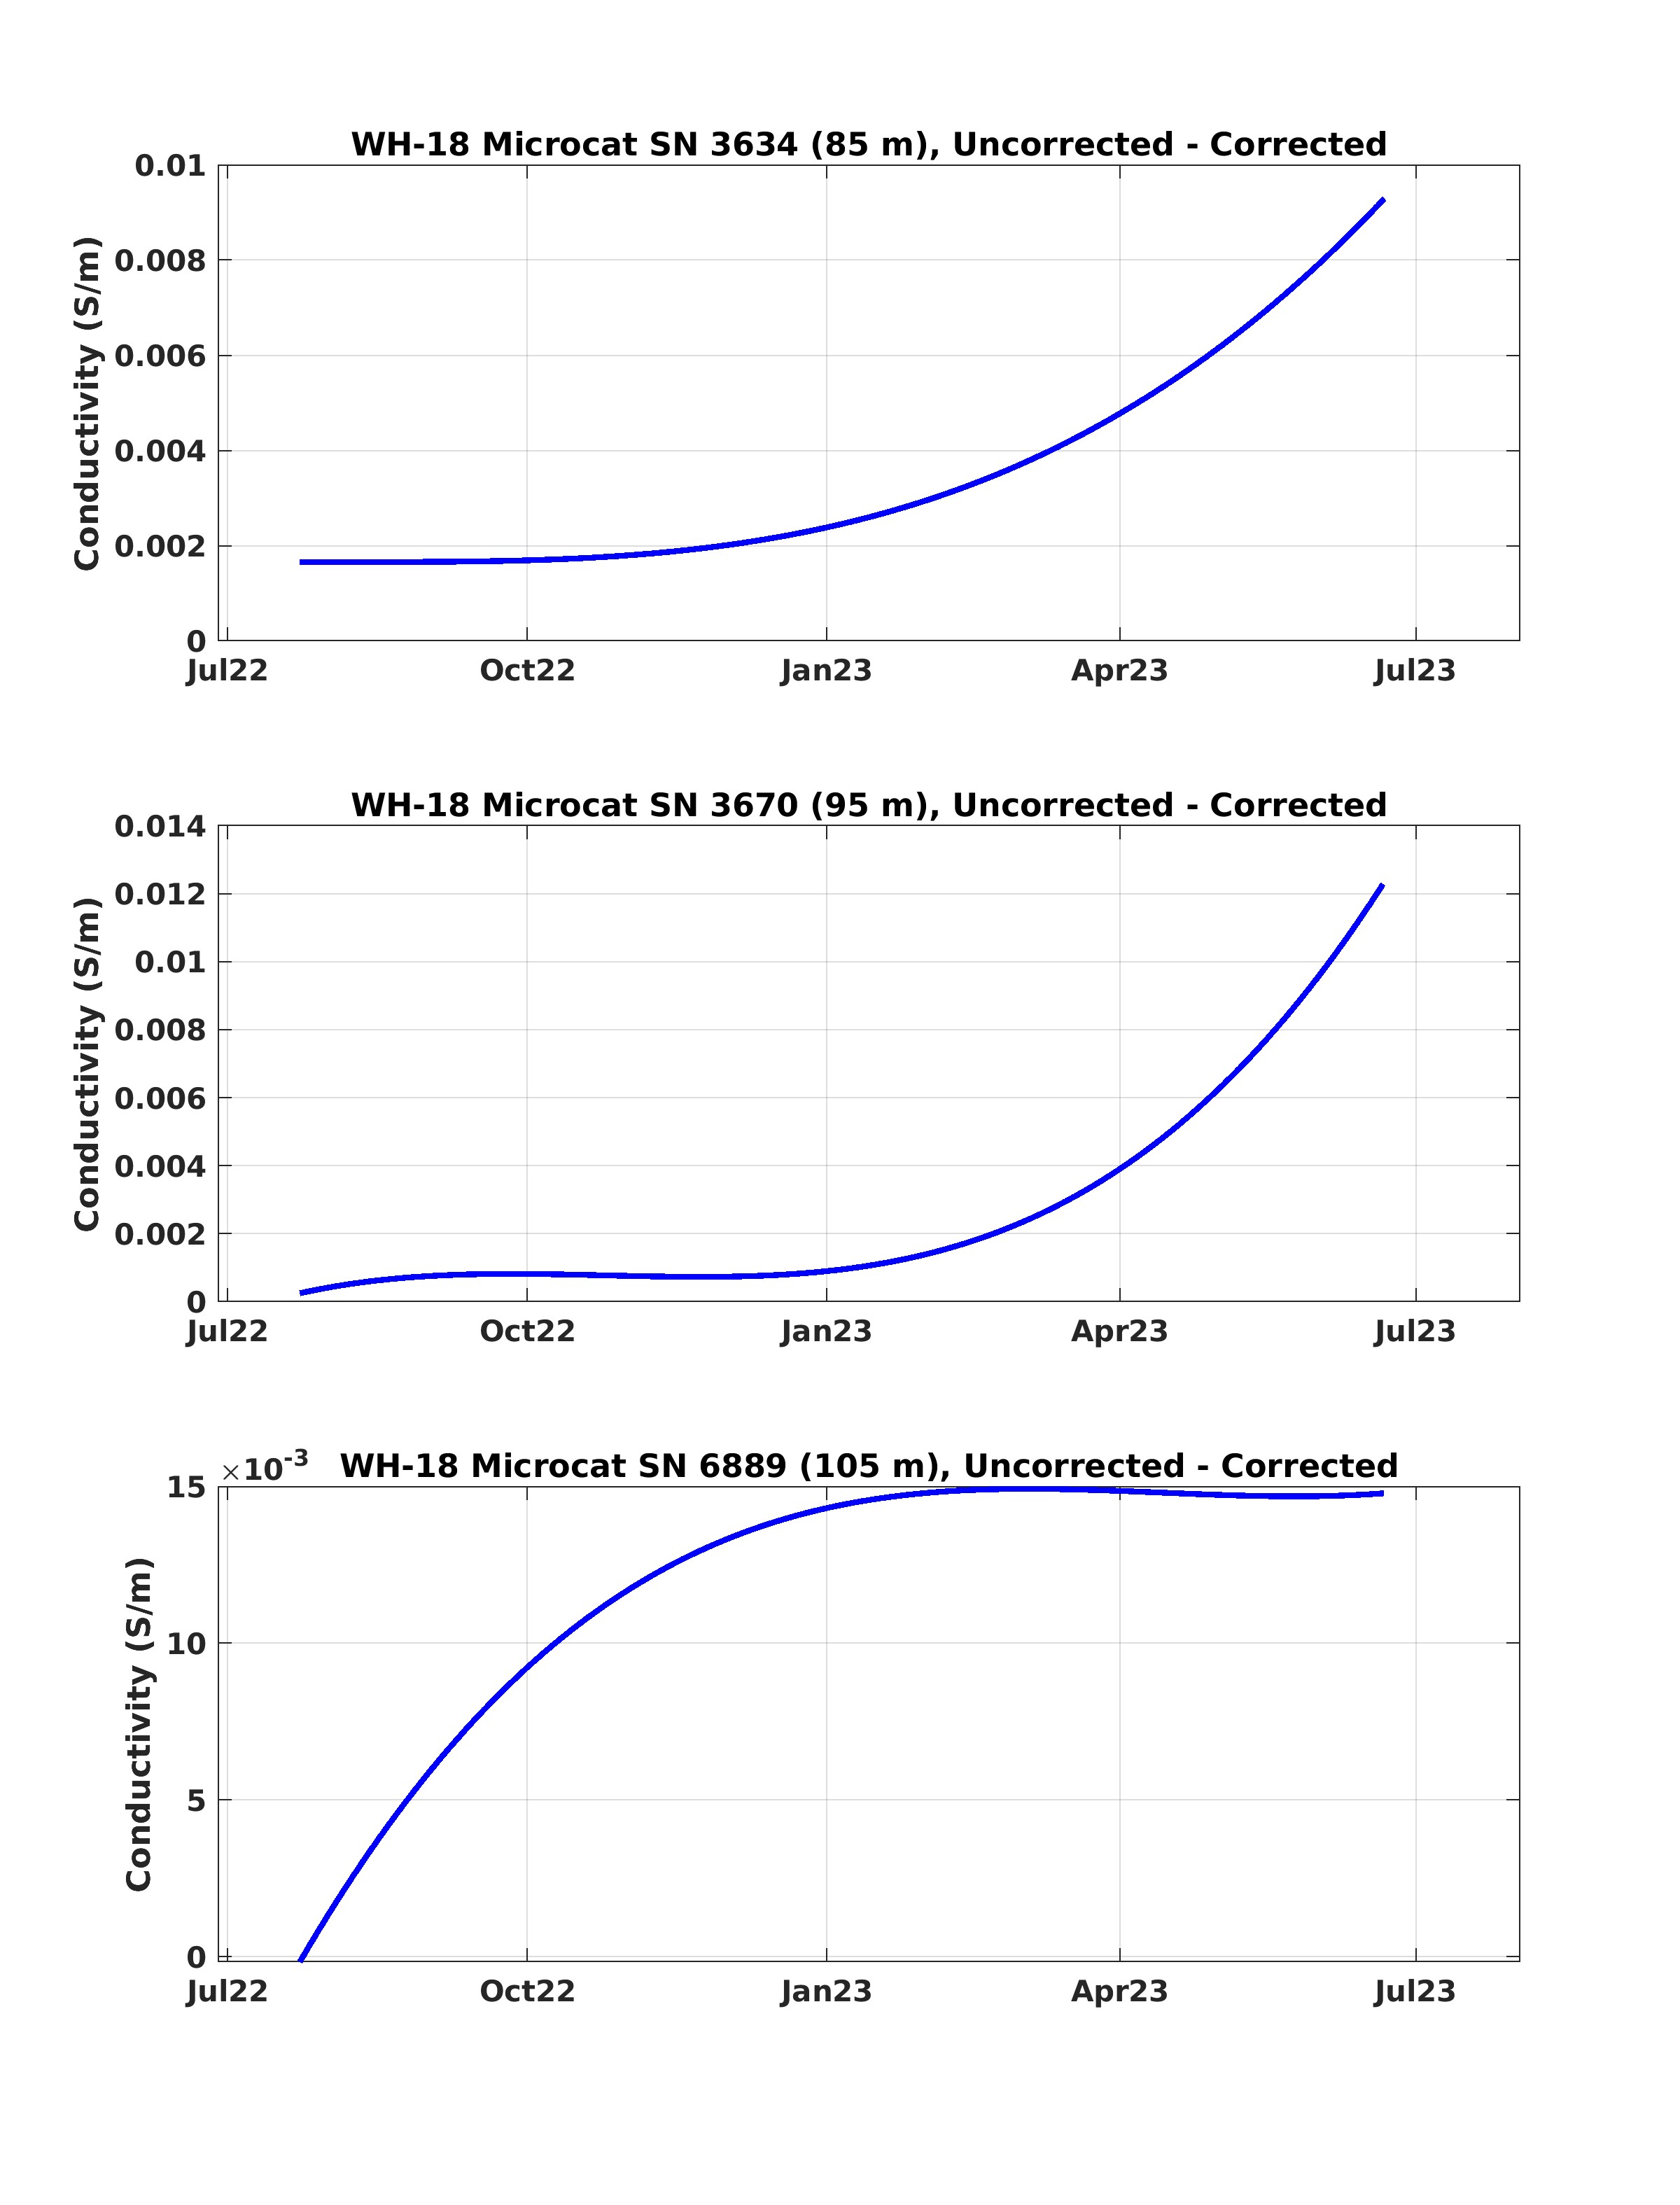 WH-18 Microcat SN 3634 (85 m), Uncorrected - Corrected
0.01
0.008
0.006
0.004
0.002
0
Conductivity (S/m)
Jul22 Oct22 Jan23 Apr23 Jul23
WH-18 Microcat SN 3670 (95 m), Uncorrected - Corrected
0.014
0.012
0.01
0.008
0.006
0.004
0.002
0
Conductivity (S/m)
Jul22 Oct22 Jan23 Apr23 Jul23
×10⁻³ WH-18 Microcat SN 6889 (105 m), Uncorrected - Corrected
15
10
5
0
Conductivity (S/m)
Jul22 Oct22 Jan23 Apr23 Jul23